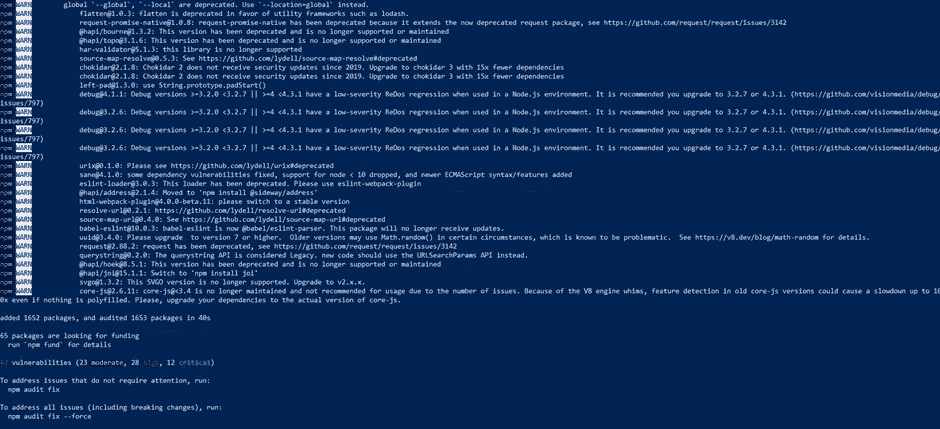 npm WARN global `--global`, `--local` are deprecated. Use `--location=global` instead.
npm WARN flatten@1.0.3: flatten is deprecated in favor of utility frameworks such as lodash.
npm WARN request-promise-native@1.0.8: request-promise-native has been deprecated because it extends the now deprecated request package, see https://github.com/request/request/issues/3142
npm WARN @hapi/bourne@1.3.2: This version has been deprecated and is no longer supported or maintained
npm WARN @hapi/topo@3.1.6: This version has been deprecated and is no longer supported or maintained
npm WARN har-validator@5.1.3: this library is no longer supported
npm WARN source-map-resolve@0.5.3: See https://github.com/lydell/source-map-resolve#deprecated
npm WARN chokidar@2.1.8: Chokidar 2 does not receive security updates since 2019. Upgrade to chokidar 3 with 15x fewer dependencies
npm WARN chokidar@2.1.8: Chokidar 2 does not receive security updates since 2019. Upgrade to chokidar 3 with 15x fewer dependencies
npm WARN left-pad@1.3.0: use String.prototype.padStart()
npm WARN debug@4.1.1: Debug versions >=3.2.0 <3.2.7 || >=4 <4.3.1 have a low-severity ReDos regression when used in a Node.js environment. It is recommended you upgrade to 3.2.7 or 4.3.1. (https://github.com/visionmedia/debug/
issues/797)
npm WARN debug@3.2.6: Debug versions >=3.2.0 <3.2.7 || >=4 <4.3.1 have a low-severity ReDos regression when used in a Node.js environment. It is recommended you upgrade to 3.2.7 or 4.3.1. (https://github.com/visionmedia/debug/
issues/797)
npm WARN debug@3.2.6: Debug versions >=3.2.0 <3.2.7 || >=4 <4.3.1 have a low-severity ReDos regression when used in a Node.js environment. It is recommended you upgrade to 3.2.7 or 4.3.1. (https://github.com/visionmedia/debug/
issues/797)
npm WARN debug@3.2.6: Debug versions >=3.2.0 <3.2.7 || >=4 <4.3.1 have a low-severity ReDos regression when used in a Node.js environment. It is recommended you upgrade to 3.2.7 or 4.3.1. (https://github.com/visionmedia/debug/
issues/797)
npm WARN urix@0.1.0: Please see https://github.com/lydell/urix#deprecated
npm WARN sane@4.1.0: some dependency vulnerabilities fixed, support for node < 10 dropped, and newer ECMAScript syntax/features added
npm WARN eslint-loader@3.0.3: This loader has been deprecated. Please use eslint-webpack-plugin
npm WARN @hapi/address@2.1.4: Moved to 'npm install @sideway/address'
npm WARN html-webpack-plugin@4.0.0-beta.11: please switch to a stable version
npm WARN resolve-url@0.2.1: https://github.com/lydell/resolve-url#deprecated
npm WARN source-map-url@0.4.0: See https://github.com/lydell/source-map-url#deprecated
npm WARN babel-eslint@10.0.3: babel-eslint is now @babel/eslint-parser. This package will no longer receive updates.
npm WARN uuid@3.4.0: Please upgrade  to version 7 or higher.  Older versions may use Math.random() in certain circumstances, which is known to be problematic.  See https://v8.dev/blog/math-random for details.
npm WARN request@2.88.2: request has been deprecated, see https://github.com/request/request/issues/3142
npm WARN querystring@0.2.0: The querystring API is considered Legacy. new code should use the URLSearchParams API instead.
npm WARN @hapi/hoek@8.5.1: This version has been deprecated and is no longer supported or maintained
npm WARN @hapi/joi@15.1.1: Switch to 'npm install joi'
npm WARN svgo@1.3.2: This SVGO version is no longer supported. Upgrade to v2.x.x.
npm WARN core-js@2.6.11: core-js@<3.4 is no longer maintained and not recommended for usage due to the number of issues. Because of the V8 engine whims, feature detection in old core-js versions could cause a slowdown up to 10
0x even if nothing is polyfilled. Please, upgrade your dependencies to the actual version of core-js.
added 1652 packages, and audited 1653 packages in 40s
65 packages are looking for funding
run `npm fund` for details
63 vulnerabilities (23 moderate, 28 high, 12 critical)
To address issues that do not require attention, run:
npm audit fix
To address all issues (including breaking changes), run:
npm audit fix --force